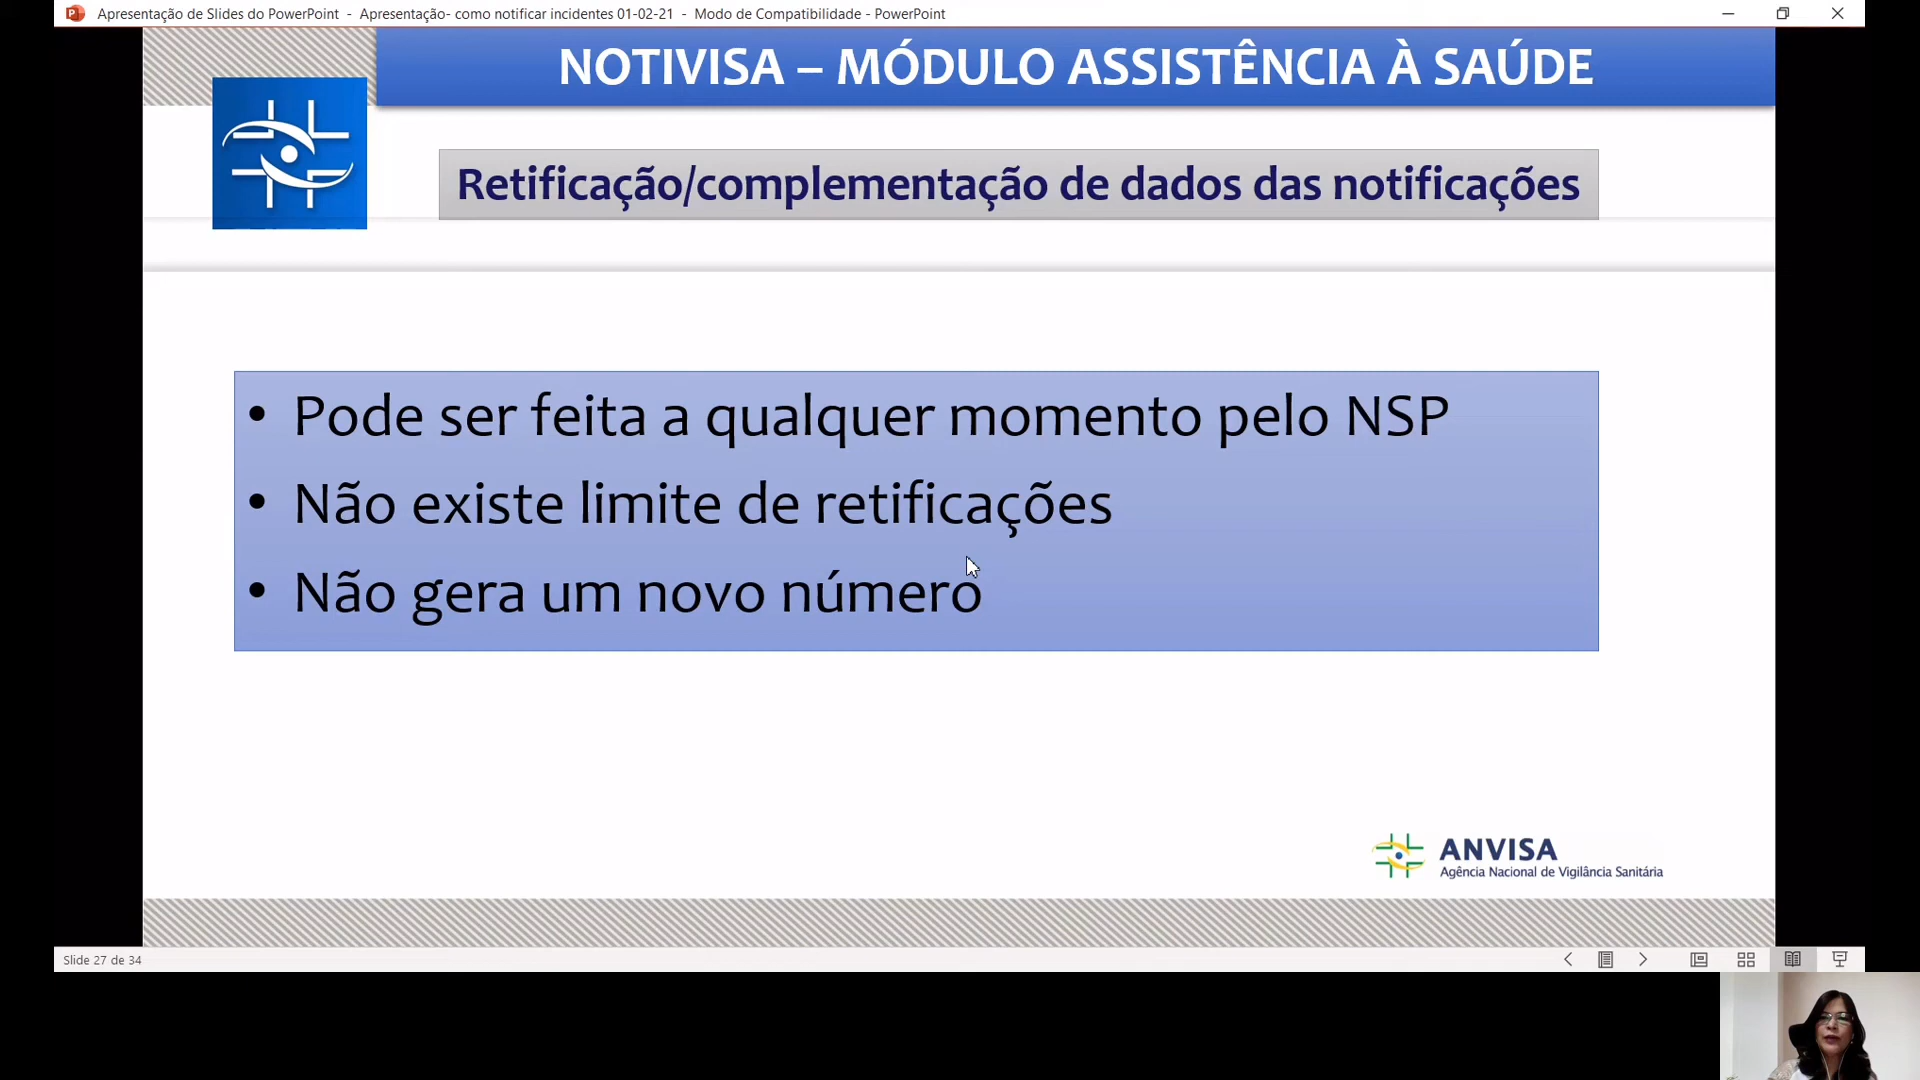 Apresentação de Slides do PowerPoint - Apresentação- como notificar incidentes 01-02-21 - Modo de Compatibilidade - PowerPoint
NOTIVISA – MÓDULO ASSISTÊNCIA À SAÚDE
Retificação/complementação de dados das notificações
• Pode ser feita a qualquer momento pelo NSP
• Não existe limite de retificações
• Não gera um novo número
ANVISA
Agência Nacional de Vigilância Sanitária
Slide 27 de 34